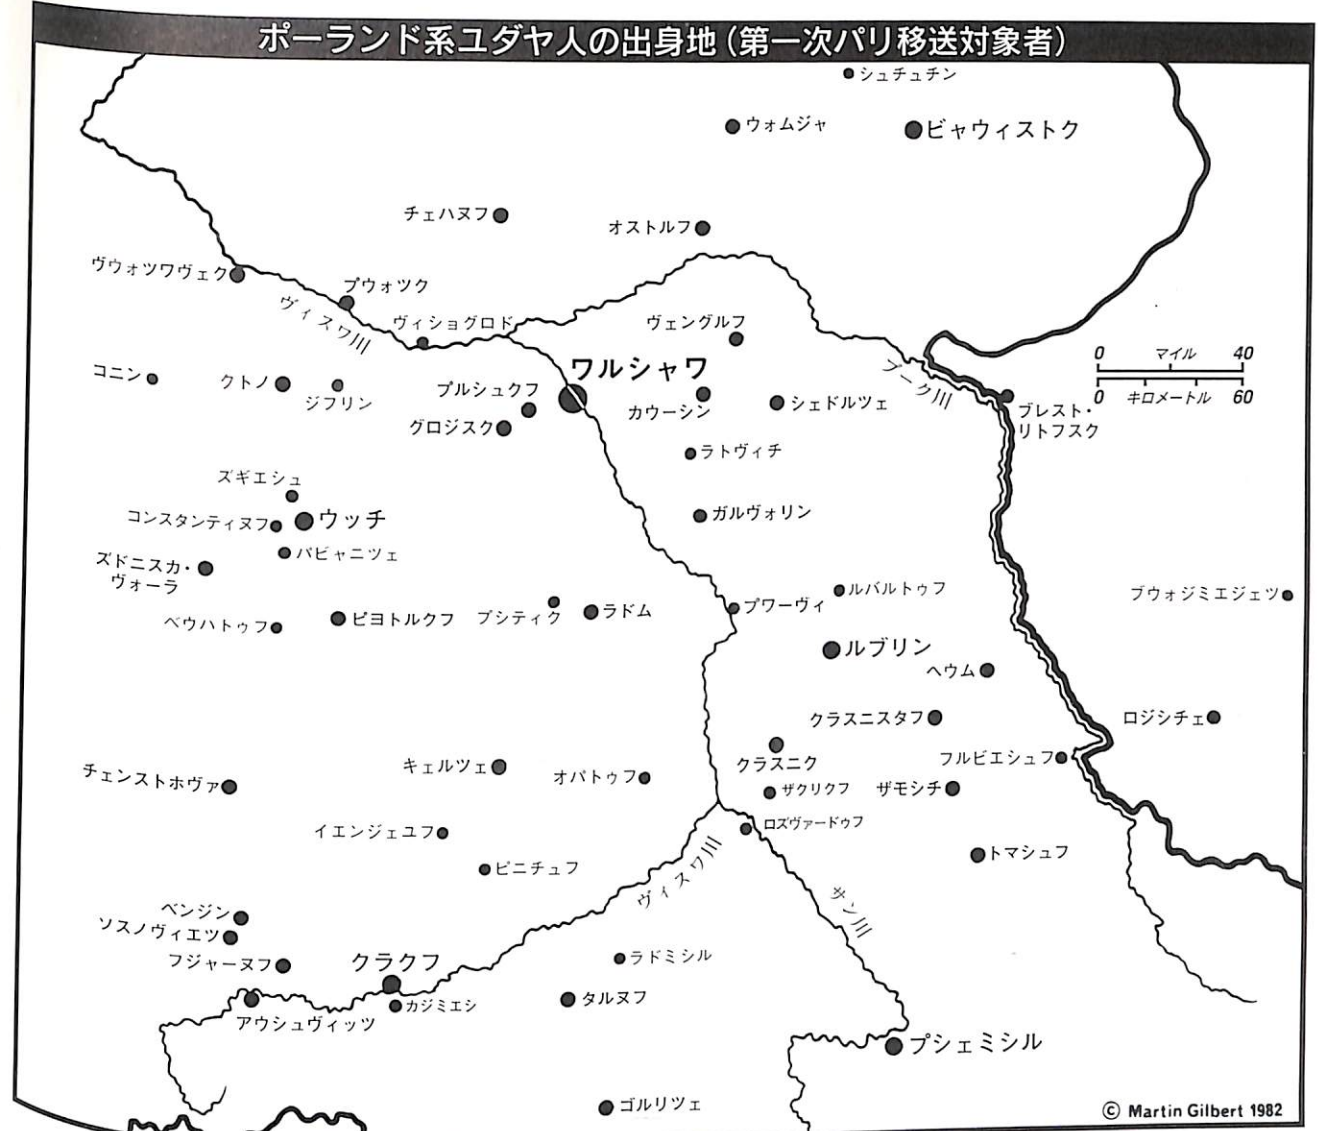 ポーランド系ユダヤ人の出身地(第一次パリ移送対象者)
シュチュチン
ウォムジャ
ビャウィストク
チェハヌフ
オストルフ
ヴウォツワヴェク
プウォツク
ヴィスワ川
ヴィショグロド
ヴェングルフ
ワルシャワ
0 マイル 40
0 キロメートル 60
コニン
クトノ
ジフリン
プルシュクフ
カウーシン
シェドルツェ
ブーク川
ブレスト・
リトフスク
グロジスク
ラトヴィチ
ズギエシュ
コンスタンティヌフ
ウッチ
ガルヴォリン
パビャニツェ
ズドニスカ・
ヴォーラ
ベウハトゥフ
ピヨトルクフ
プシティク
ラドム
プワーヴィ
ルバルトゥフ
ブウォジミエジェツ
ルブリン
ヘウム
クラスニスタフ
ロジシチェ
クラスニク
フルビエシュフ
チェンストホヴァ
キェルツェ
オパトゥフ
ザクリクフ
ザモシチ
イエンジェユフ
ロズヴァードゥフ
ピニチュフ
トマシュフ
ヴィスワ川
サン川
ベンジン
ソスノヴィエツ
フジャーヌフ
クラクフ
ラドミシル
アウシュヴィッツ
カジミエシ
タルヌフ
プシェミシル
ゴルリツェ
© Martin Gilbert 1982